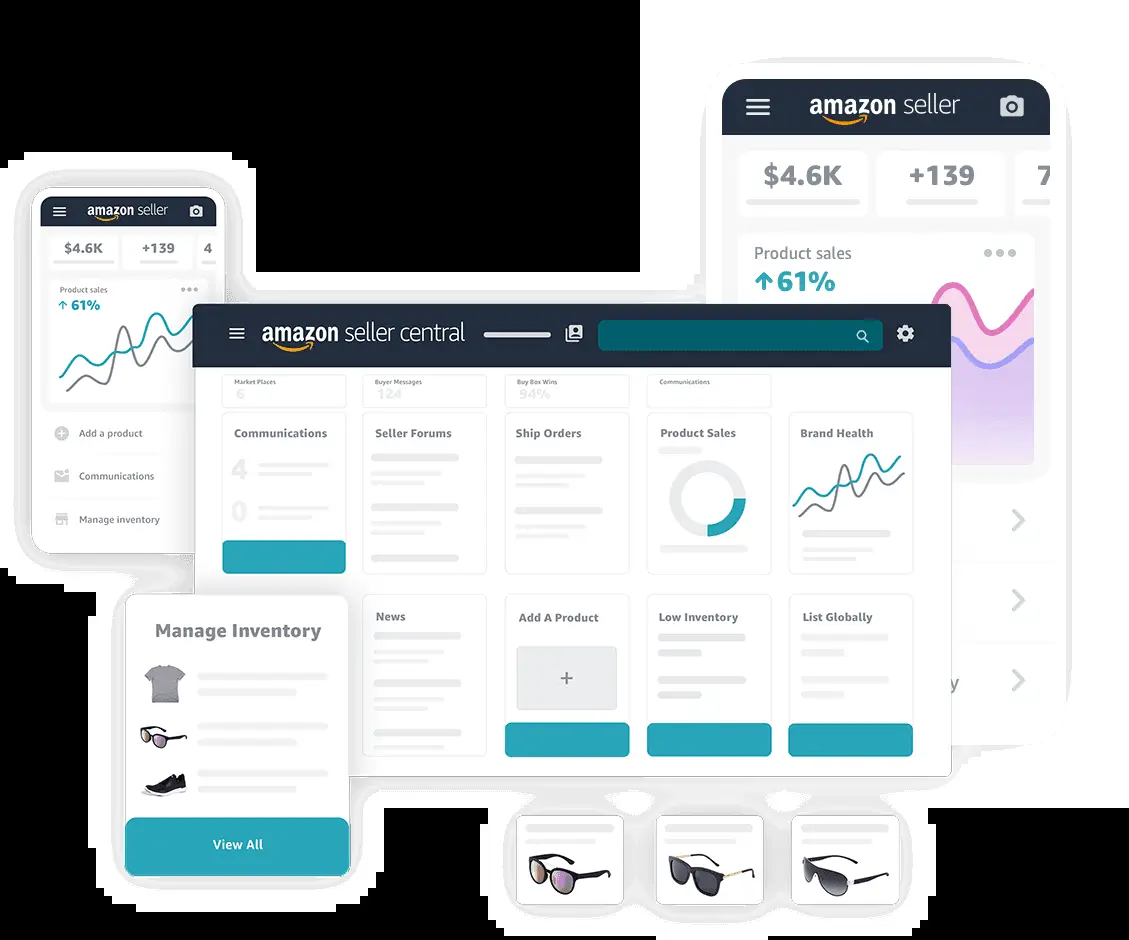 amazon seller
$4.6K
+139
7
Product sales
↑61%
y
amazon seller
$4.6K
+139
4
Product sales
↑ 61%
Add a product
Communications
Manage inventory
amazon seller central
Market Places
6
Buyer Messages
124
Buy Box Wins
94%
Communications
Communications
4
0
Seller Forums
Ship Orders
Product Sales
Brand Health
News
Add A Product
+
Low Inventory
List Globally
Manage Inventory
View All